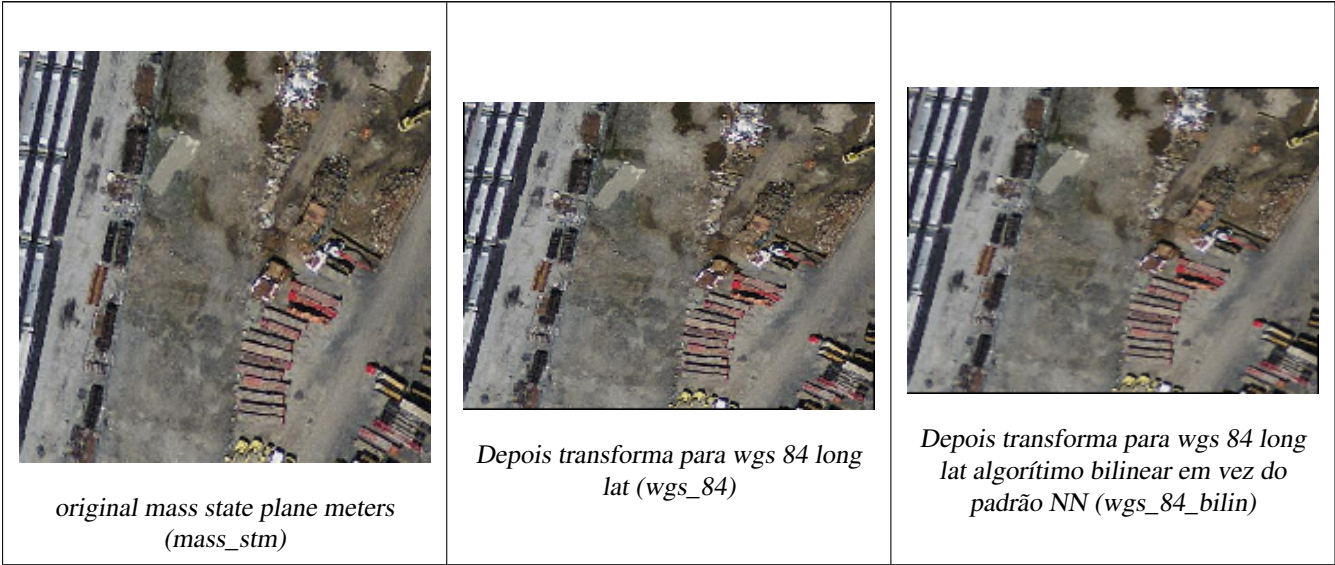 original mass state plane meters
(mass_stm)
Depois transforma para wgs 84 long
lat (wgs_84)
Depois transforma para wgs 84 long
lat algorítimo bilinear em vez do
padrão NN (wgs_84_bilin)